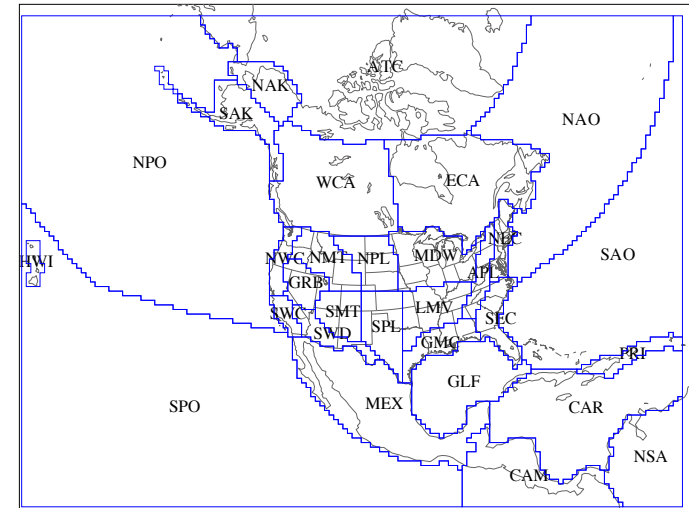 ATC
NAK
SAK
NAO
NPO
WCA
ECA
NEC
HWI
NWC
NMT
NPL
MDW
SAO
APL
GRB
SWC
SMT
LMV
SEC
SWD
SPL
GMC
PRI
GLF
SPO
MEX
CAR
NSA
CAM